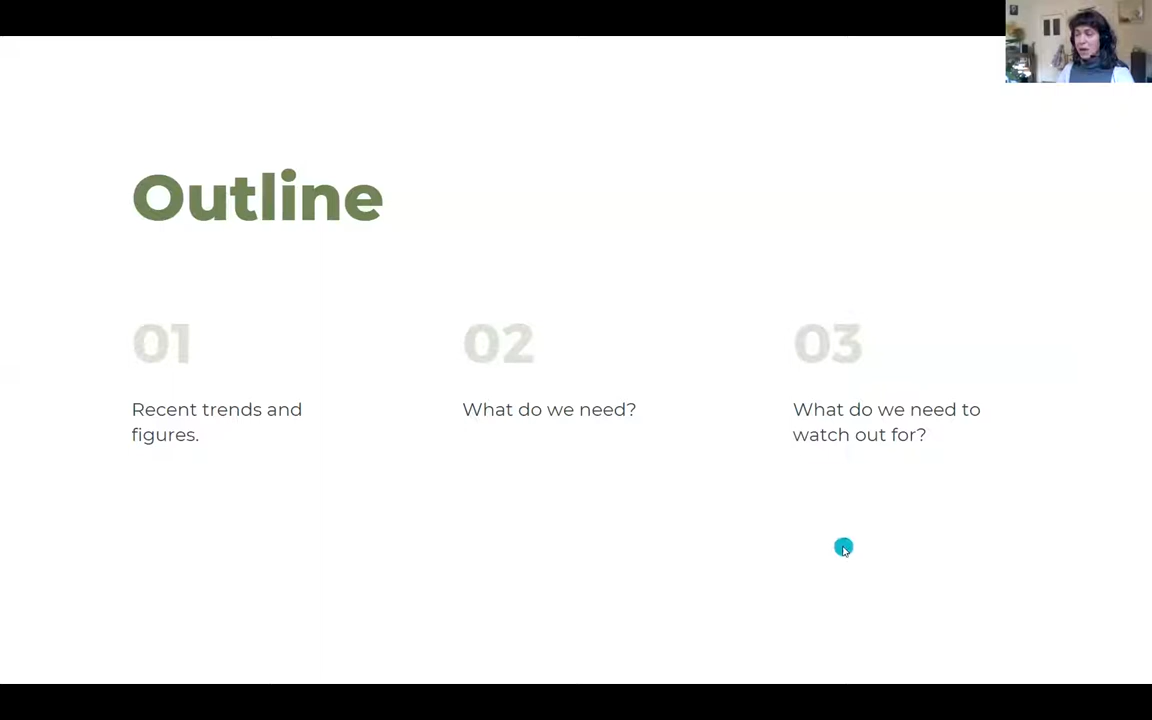 Outline
01
02
03
Recent trends and
figures.
What do we need?
What do we need to
watch out for?